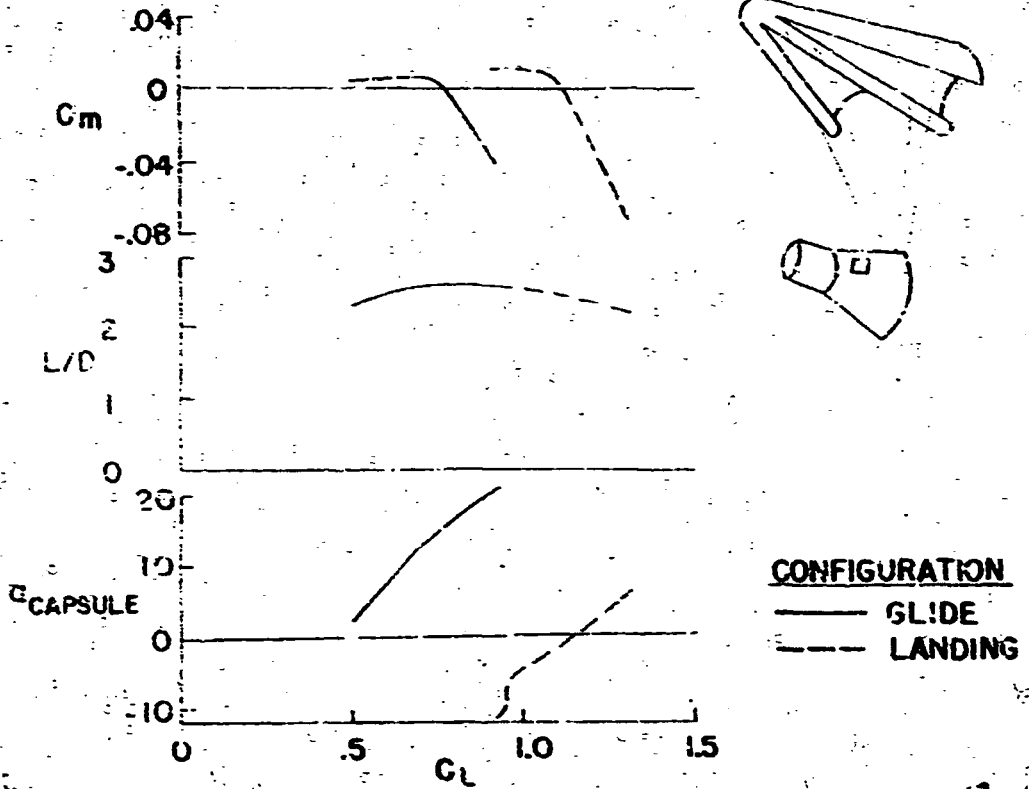 .04
0
Cm
-.04
-.08
3
2
L/D
1
0
20
10
αCAPSULE
0
-10
0
.5
1.0
1.5
CL
CONFIGURATION
GLIDE
LANDING